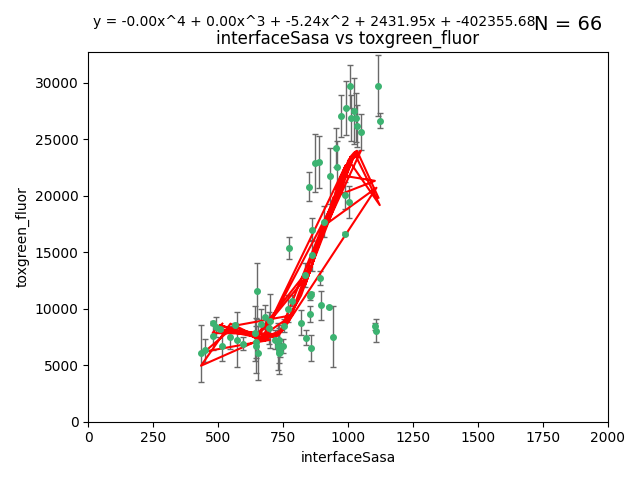 y = -0.00x^4 + 0.00x^3 + -5.24x^2 + 2431.95x + -402355.68
N = 66
interfaceSasa vs toxgreen_fluor
30000
25000
20000
15000
10000
5000
0
toxgreen_fluor
0 250 500 750 1000 1250 1500 1750 2000
interfaceSasa